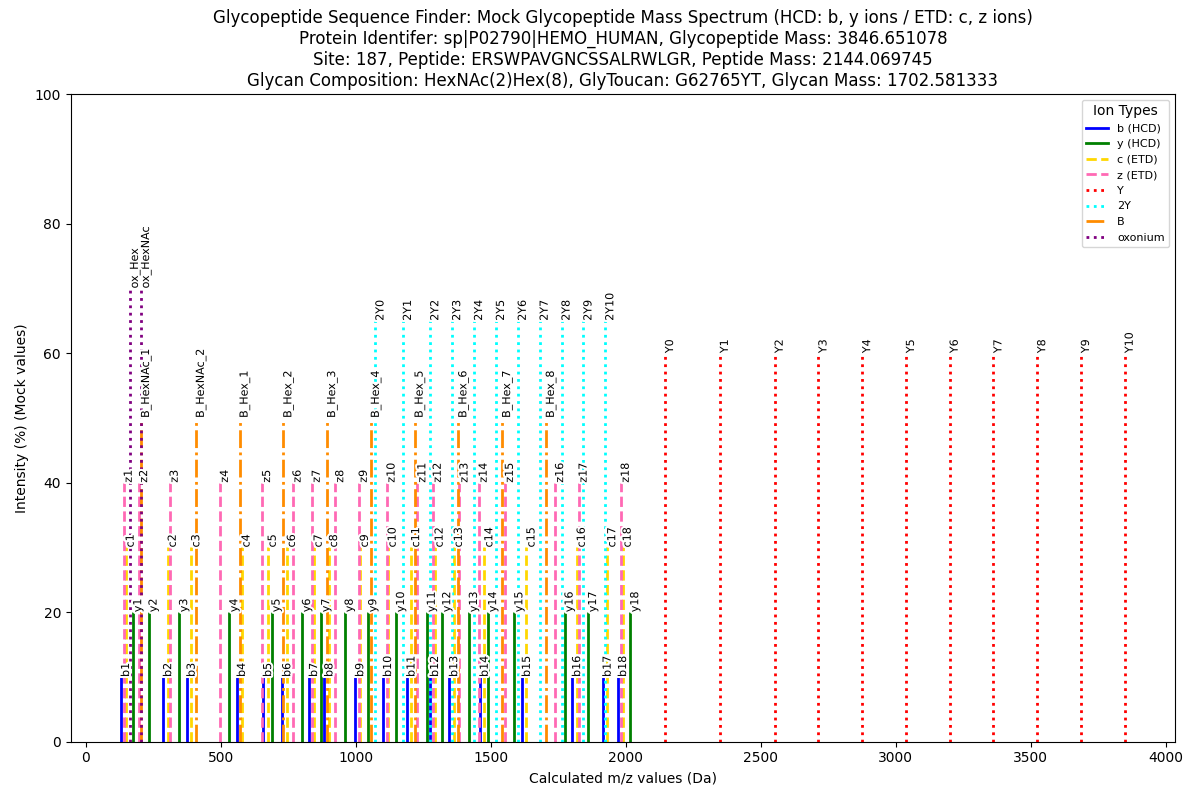 Glycopeptide Sequence Finder: Mock Glycopeptide Mass Spectrum (HCD: b, y ions / ETD: c, z ions)
Protein Identifer: sp|P02790|HEMO_HUMAN, Glycopeptide Mass: 3846.651078
Site: 187, Peptide: ERSWPAVGNCSSALRWLGR, Peptide Mass: 2144.069745
Glycan Composition: HexNAc(2)Hex(8), GlyToucan: G62765YT, Glycan Mass: 1702.581333
Ion Types
b (HCD)
y (HCD)
c (ETD)
z (ETD)
Y
2Y
B
oxonium
Intensity (%) (Mock values)
100
80
60
40
20
0
ox_Hex
ox_HexNAc
2Y0
2Y1
2Y2
2Y3
2Y4
2Y5
2Y6
2Y7
2Y8
2Y9
2Y10
Y0
Y1
Y2
Y3
Y4
Y5
Y6
Y7
Y8
Y9
Y10
B_HexNAc_1
B_HexNAc_2
B_Hex_1
B_Hex_2
B_Hex_3
B_Hex_4
B_Hex_5
B_Hex_6
B_Hex_7
B_Hex_8
z1
z2
z3
z4
z5
z6
z7
z8
z9
z10
z11
z12
z13
z14
z15
z16
z17
z18
c1
c2
c3
c4
c5
c6
c7
c8
c9
c10
c11
c12
c13
c14
c15
c16
c17
c18
y1
y2
y3
y4
y5
y6
y7
y8
y9
y10
y11
y12
y13
y14
y15
y16
y17
y18
b1
b2
b3
b4
b5
b6
b7
b8
b9
b10
b11
b12
b13
b14
b15
b16
b17
b18
0
500
1000
1500
2000
2500
3000
3500
4000
Calculated m/z values (Da)